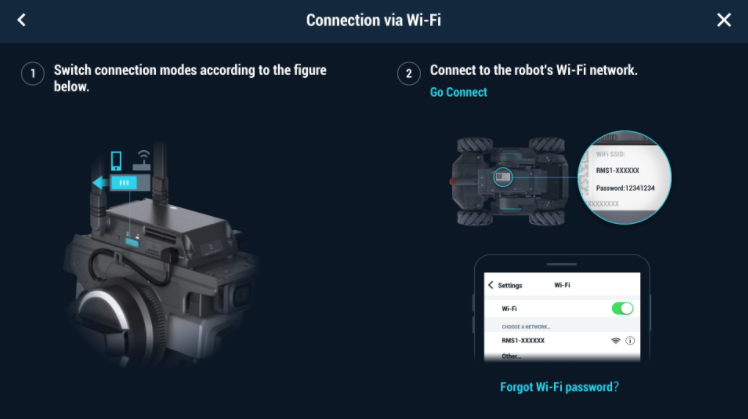 Connection via Wi-Fi
1
Switch connection modes according to the figure
below.
2
Connect to the robot's Wi-Fi network.
Go Connect
WiFi SSID:
RMS1-XXXXXX
Password:12341234
XXXXXXXXX
Settings
Wi-Fi
Wi-Fi
CHOOSE A NETWORK...
RMS1-XXXXXX
Other...
Forgot Wi-Fi password?